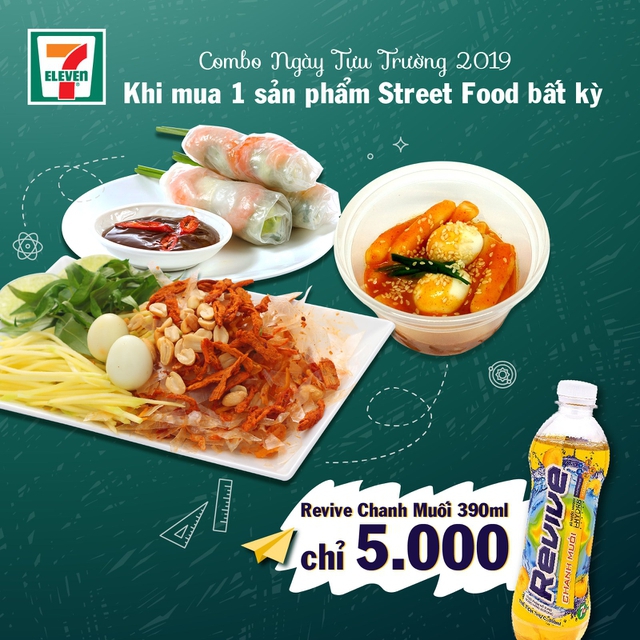 7
ELEVEN
Combo Ngày Tựu Trường 2019
Khi mua 1 sản phẩm Street Food bất kỳ
Revive Chanh Muối 390ml
chỉ 5.000
Revive
CHANH MUỐI